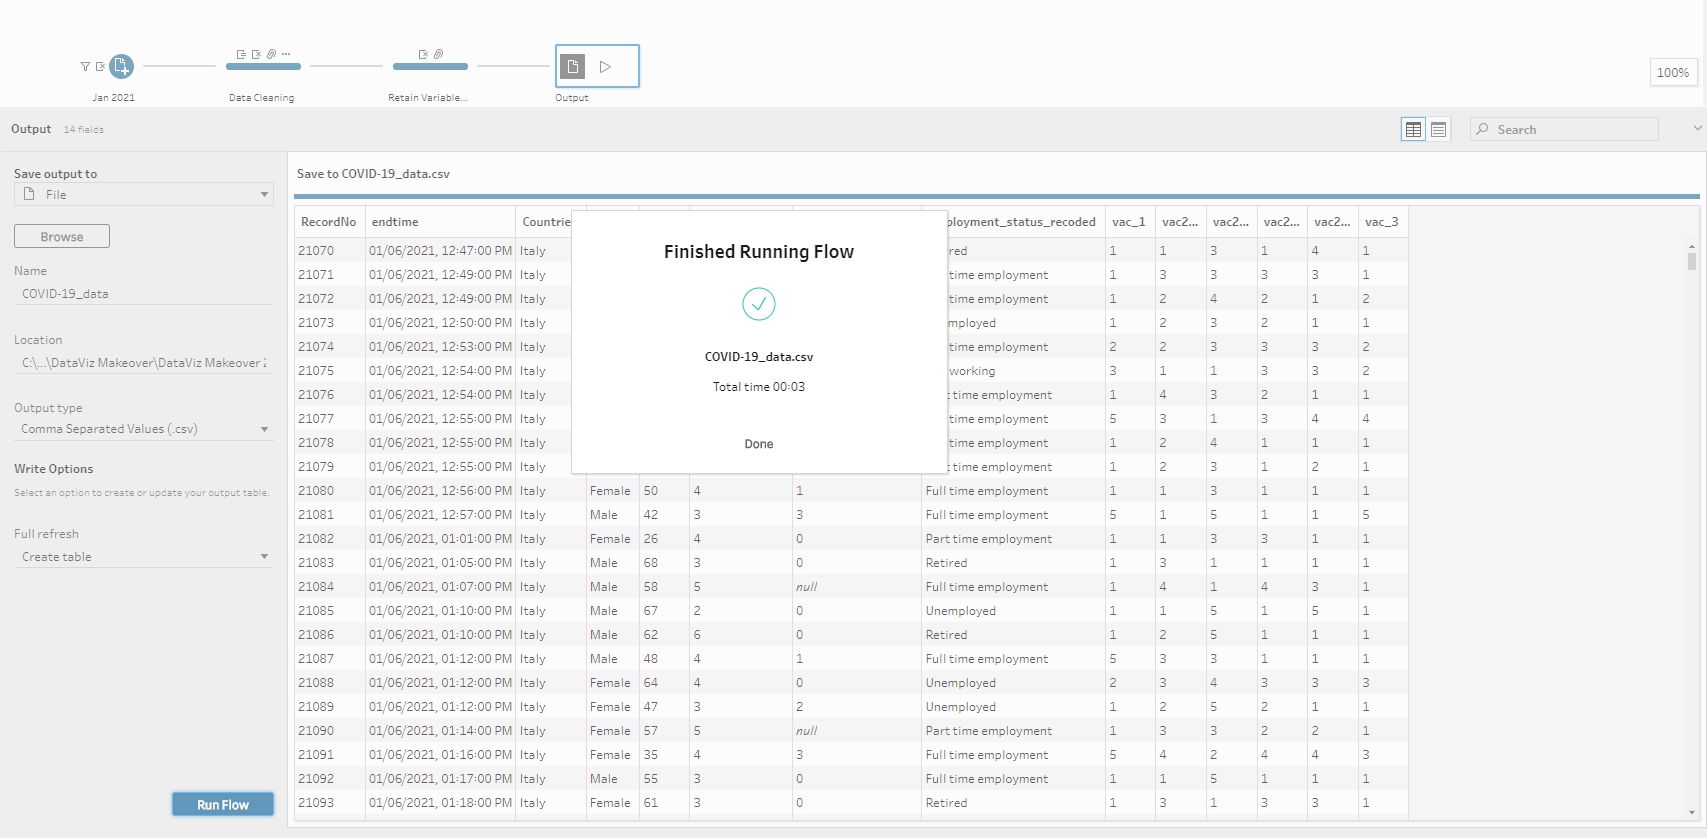 100%
Jan 2021
Data Cleaning
Retain Variable...
Output
Output 14 fields
Search
Save output to
File
Browse
Name
COVID-19_data
Location
C:\...\DataViz Makeover\DataViz Makeover 2
Output type
Comma Separated Values (.csv)
Write Options
Select an option to create or update your output table.
Full refresh
Create table
Run Flow
Save to COVID-19_data.csv
RecordNo endtime Countrie ployment_status_recoded vac_1 vac2... vac2... vac2... vac2... vac_3
21070 01/06/2021, 12:47:00 PM Italy red 1 1 3 1 4 1
21071 01/06/2021, 12:49:00 PM Italy time employment 1 3 3 3 3 1
21072 01/06/2021, 12:49:00 PM Italy time employment 1 2 4 2 1 2
21073 01/06/2021, 12:50:00 PM Italy mployed 1 2 3 2 1 1
21074 01/06/2021, 12:53:00 PM Italy time employment 2 2 3 3 3 2
21075 01/06/2021, 12:54:00 PM Italy working 3 1 1 3 3 2
21076 01/06/2021, 12:54:00 PM Italy t time employment 1 4 3 2 1 1
21077 01/06/2021, 12:55:00 PM Italy time employment 5 3 1 3 4 4
21078 01/06/2021, 12:55:00 PM Italy time employment 1 2 4 1 1 1
21079 01/06/2021, 12:55:00 PM Italy t time employment 1 2 3 1 2 1
21080 01/06/2021, 12:56:00 PM Italy Female 50 4 1 Full time employment 1 1 3 1 1 1
21081 01/06/2021, 12:57:00 PM Italy Male 42 3 3 Full time employment 5 1 5 1 1 5
21082 01/06/2021, 01:01:00 PM Italy Female 26 4 0 Part time employment 1 1 3 3 1 1
21083 01/06/2021, 01:05:00 PM Italy Male 68 3 0 Retired 1 3 1 1 1 1
21084 01/06/2021, 01:07:00 PM Italy Male 58 5 null Full time employment 1 4 1 4 3 1
21085 01/06/2021, 01:10:00 PM Italy Male 67 2 0 Unemployed 1 1 5 1 5 1
21086 01/06/2021, 01:10:00 PM Italy Male 62 6 0 Retired 1 2 5 1 1 1
21087 01/06/2021, 01:12:00 PM Italy Male 48 4 1 Full time employment 5 3 3 1 1 1
21088 01/06/2021, 01:12:00 PM Italy Female 64 4 0 Unemployed 2 3 4 3 3 3
21089 01/06/2021, 01:12:00 PM Italy Female 47 3 2 Unemployed 1 2 5 2 1 1
21090 01/06/2021, 01:14:00 PM Italy Female 57 5 null Part time employment 1 3 3 2 2 1
21091 01/06/2021, 01:16:00 PM Italy Female 35 4 3 Full time employment 5 4 2 4 4 3
21092 01/06/2021, 01:17:00 PM Italy Male 55 3 0 Full time employment 1 1 5 1 1 1
21093 01/06/2021, 01:18:00 PM Italy Female 61 3 0 Retired 1 3 1 3 3 1
Finished Running Flow
COVID-19_data.csv
Total time 00:03
Done